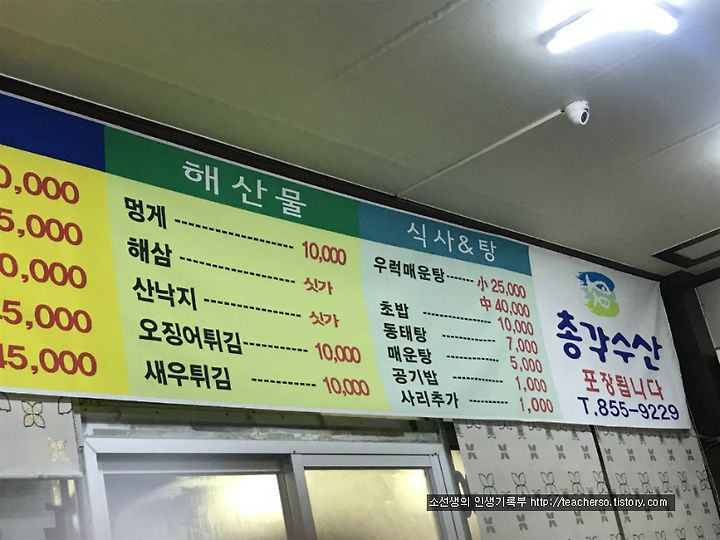 0,000
5,000
0,000
5,000
45,000
해산물
멍게 10,000
해삼 싯가
산낙지 싯가
오징어튀김 10,000
새우튀김 10,000
식사&탕
우럭매운탕 小 25,000
中 40,000
초밥 10,000
동태탕 7,000
매운탕 5,000
공기밥 1,000
사리추가 1,000
총각수산
포장됩니다
T.855-9229
소선생의 인생기록부 http://teacherso.tistory.com